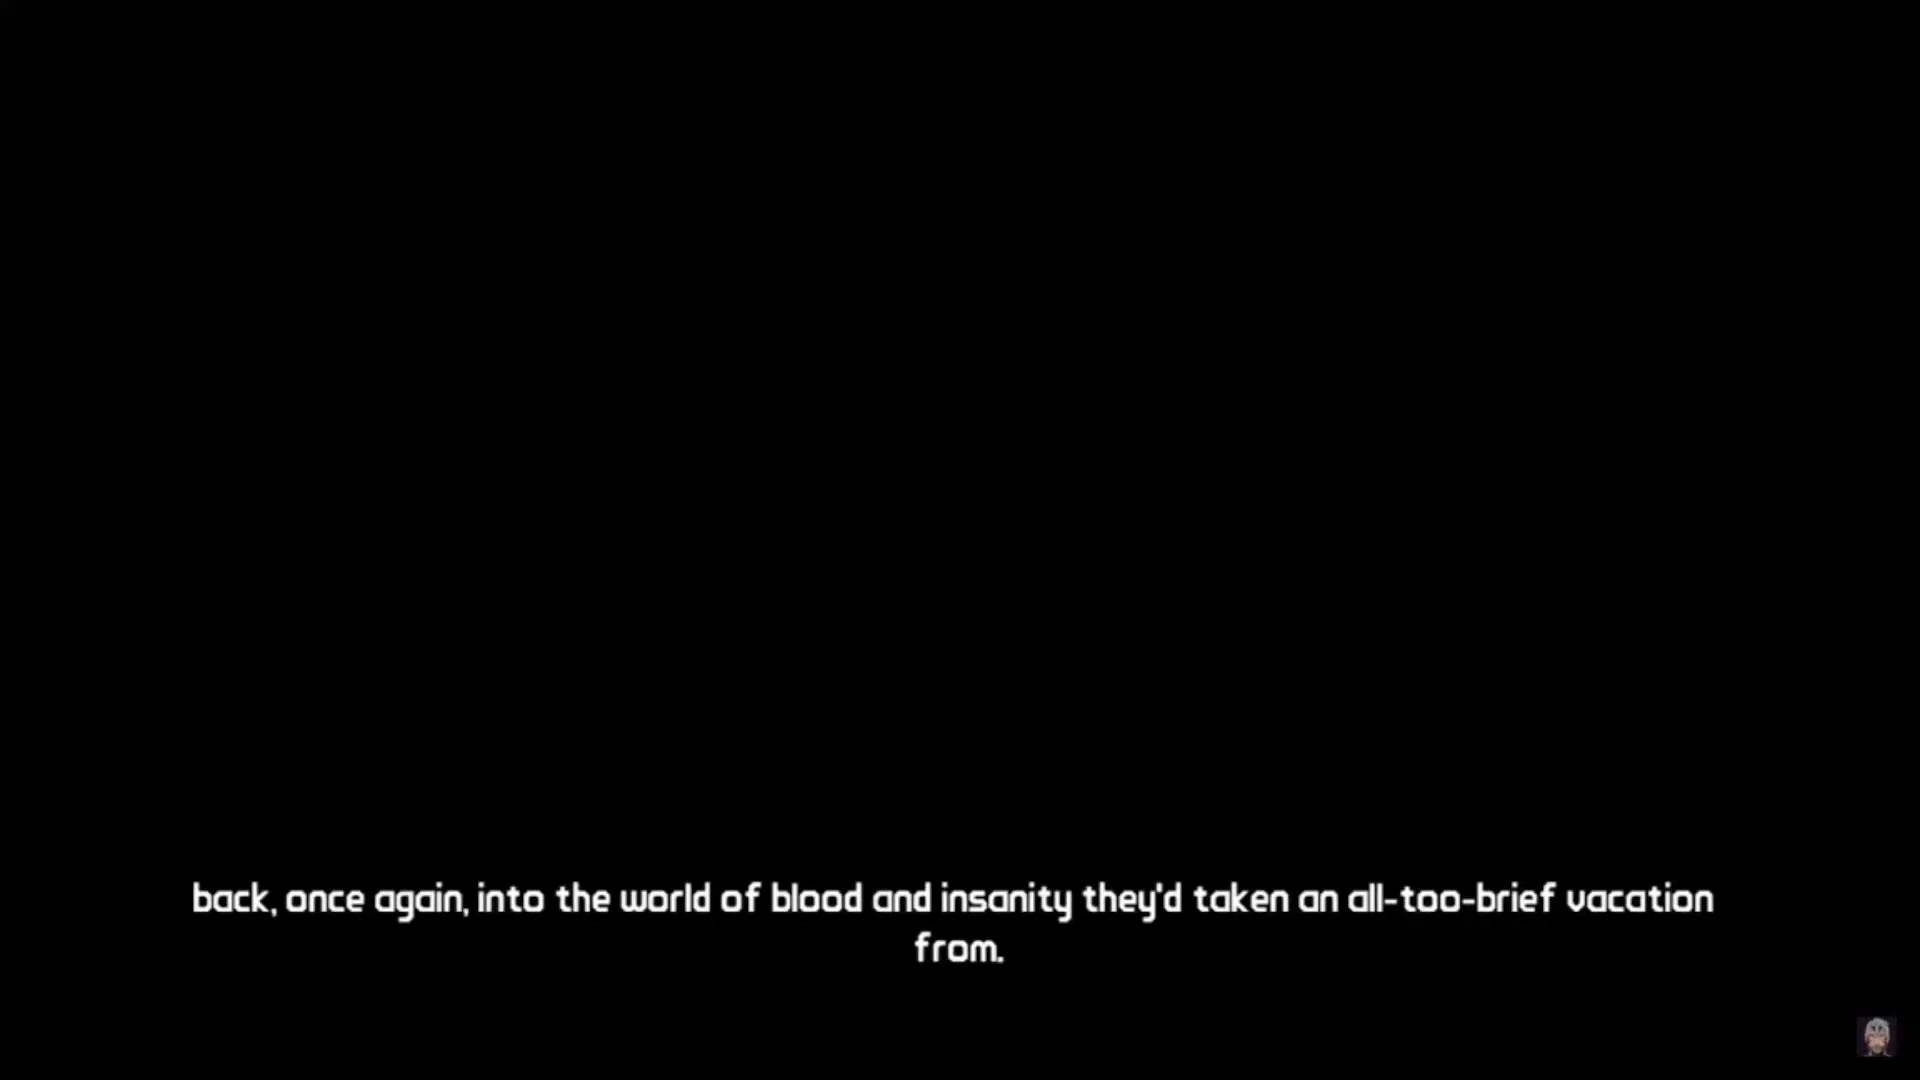 back, once again, into the world of blood and insanity they'd taken an all-too-brief vacation
from.